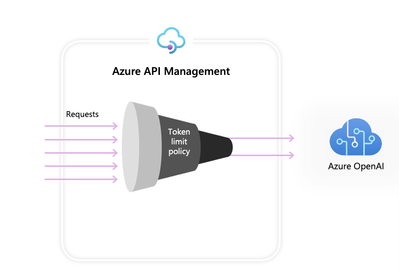 Azure API Management
Requests
Token
limit
policy
Azure OpenAI